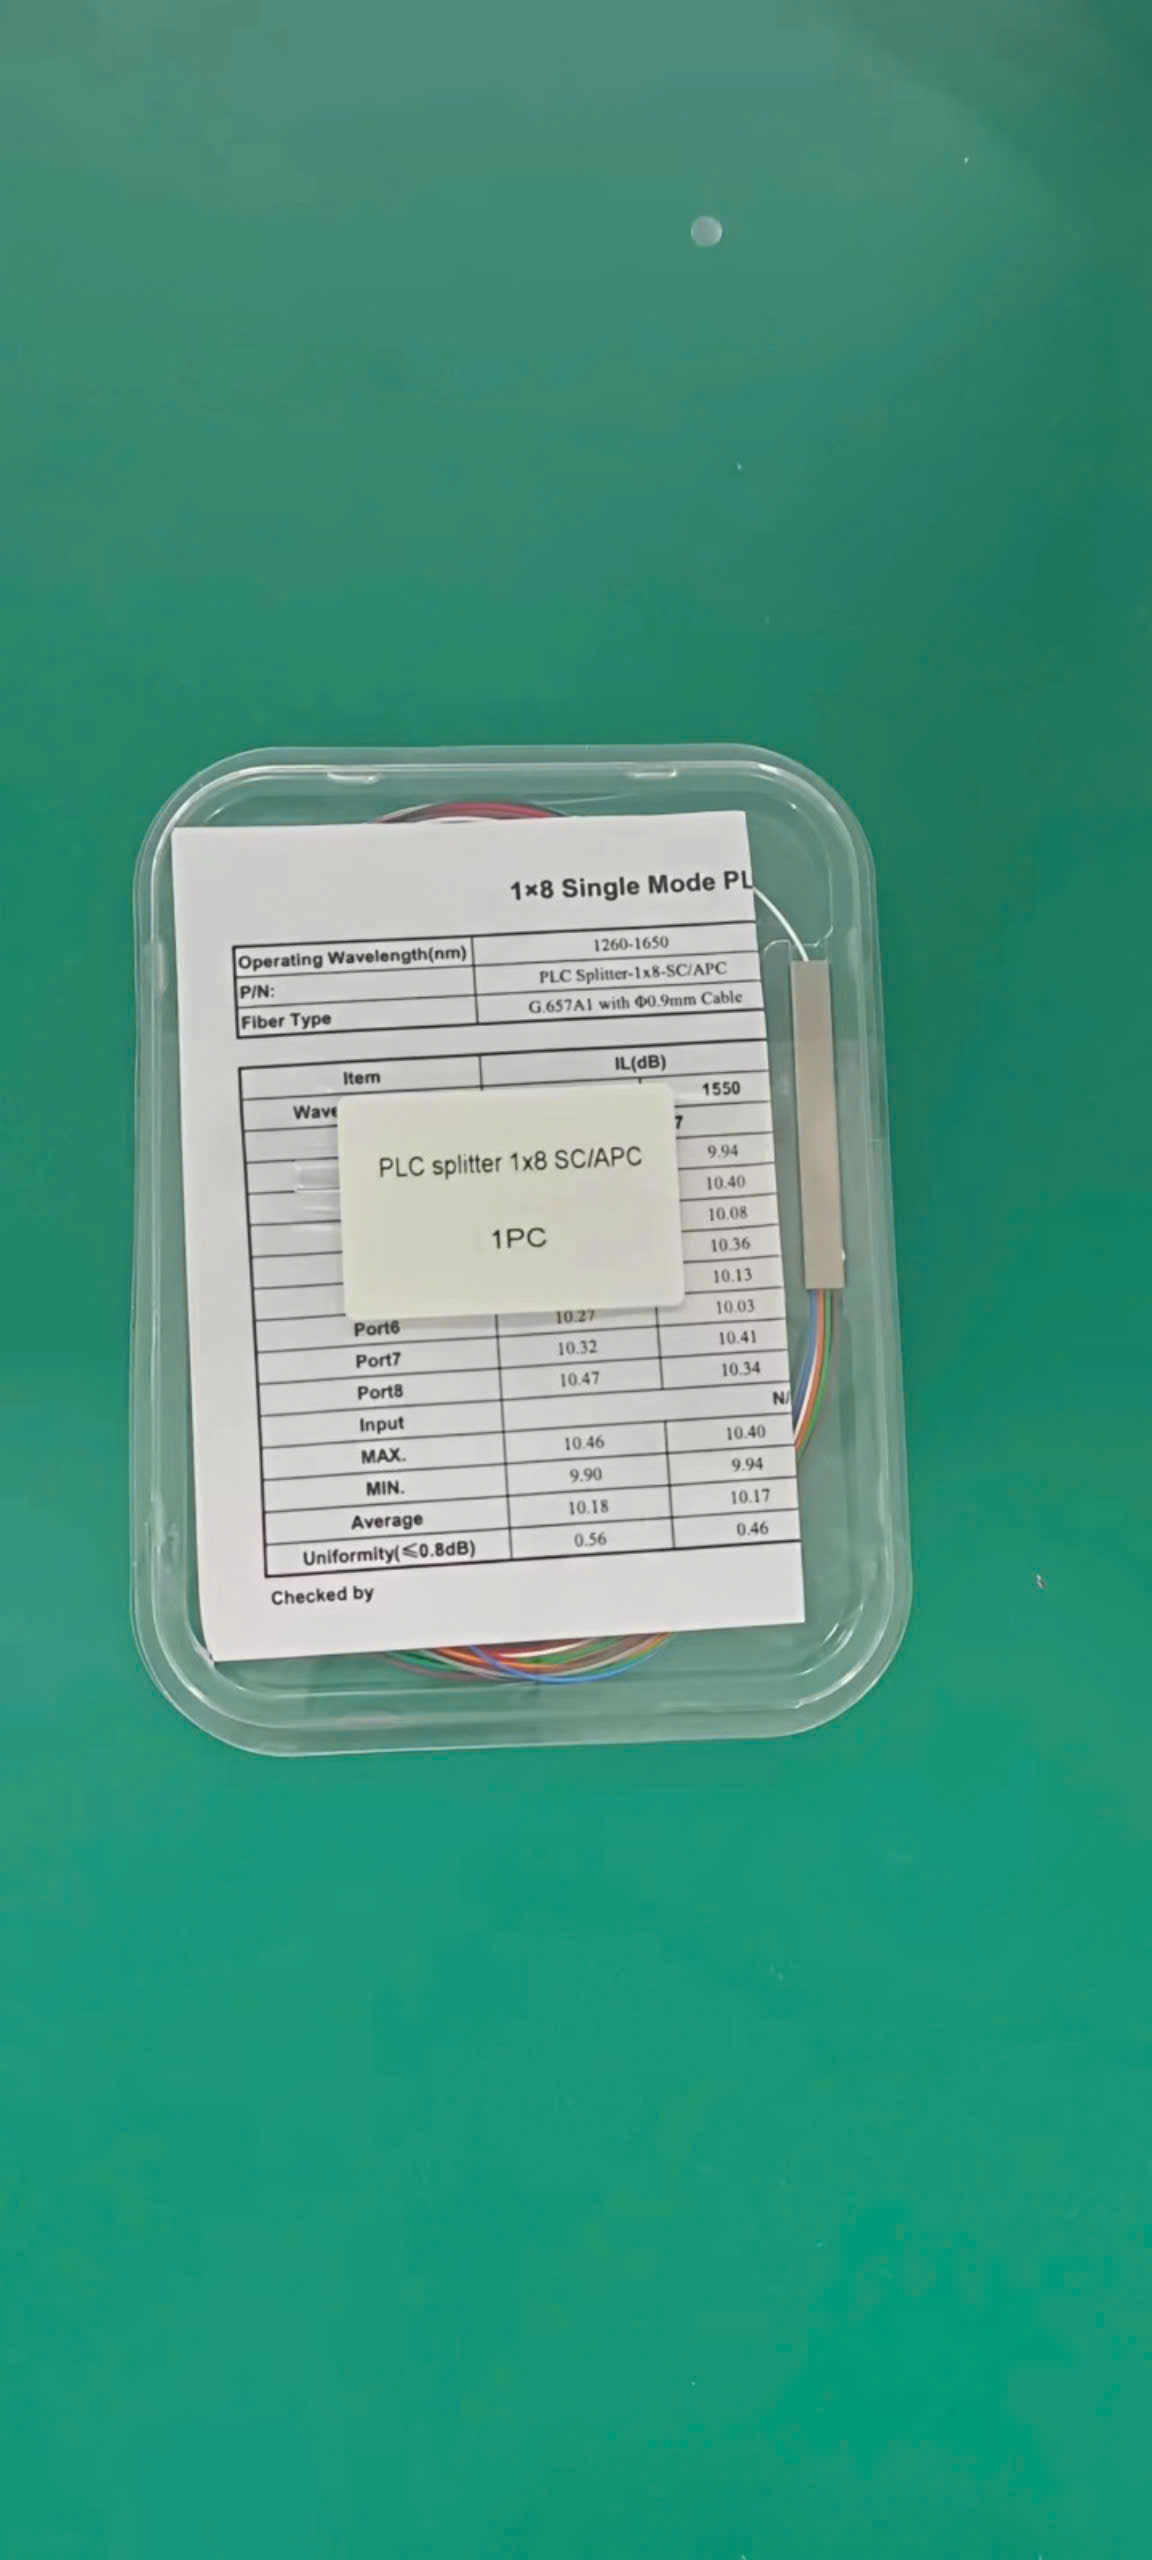 1×8 Single Mode PL
Operating Wavelength(nm) 1260-1650
P/N: PLC Splitter-1x8-SC/APC
Fiber Type G.657A1 with Φ0.9mm Cable
Item IL(dB)
Wave 1550
7
PLC splitter 1x8 SC/APC
1PC
9.94
10.40
10.08
10.36
10.13
Port6 10.27 10.03
Port7 10.32 10.41
Port8 10.47 10.34
Input N/
MAX. 10.46 10.40
MIN. 9.90 9.94
Average 10.18 10.17
Uniformity(≤0.8dB) 0.56 0.46
Checked by